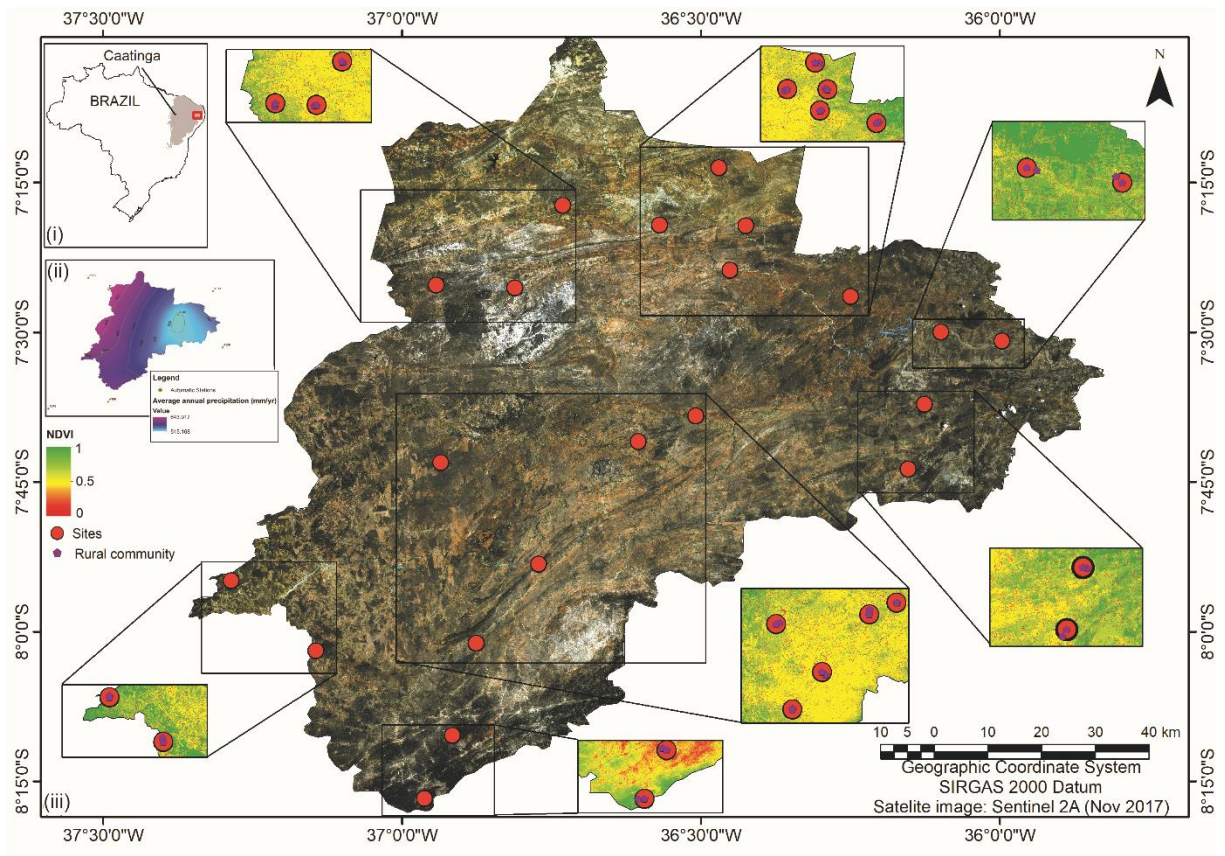 37°30'0"W
37°0'0"W
36°30'0"W
36°0'0"W
Caatinga
BRAZIL
(i)
N
7°15'0"S
7°15'0"S
(ii)
Legend
Automatic Stations
Average annual precipitation (mm/yr)
Value
7°30'0"S
7°30'0"S
NDVI
1
0.5
0
Sites
Rural community
7°45'0"S
7°45'0"S
8°0'0"S
8°0'0"S
10 5 0 10 20 30 40 km
Geographic Coordinate System
SIRGAS 2000 Datum
Satelite image: Sentinel 2A (Nov 2017)
8°15'0"S
8°15'0"S
(iii)
37°30'0"W
37°0'0"W
36°30'0"W
36°0'0"W